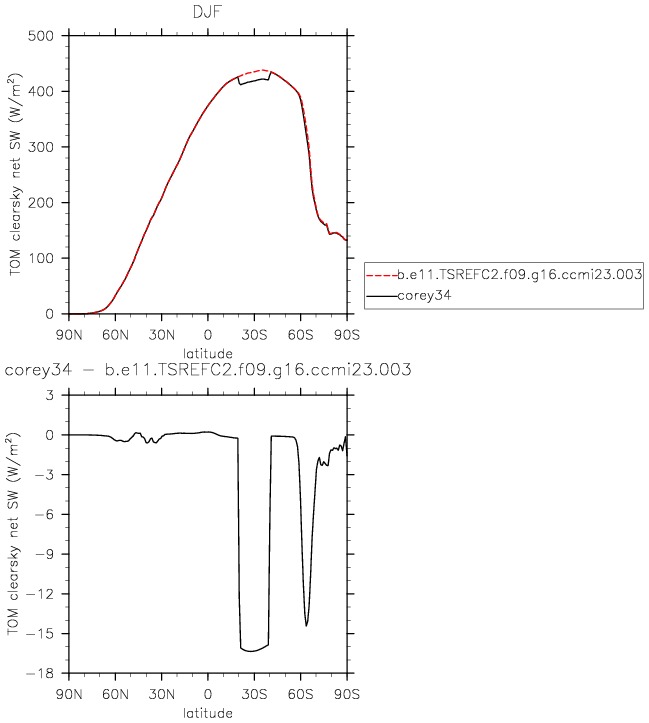 DJF
500
400
300
200
100
0
TOM clearsky net SW (W/m²)
90N 60N 30N 0 30S 60S 90S
latitude
b.e11.TSREFC2.f09.g16.ccmi23.003
corey34
corey34 − b.e11.TSREFC2.f09.g16.ccmi23.003
3
0
−3
−6
−9
−12
−15
−18
TOM clearsky net SW (W/m²)
90N 60N 30N 0 30S 60S 90S
latitude